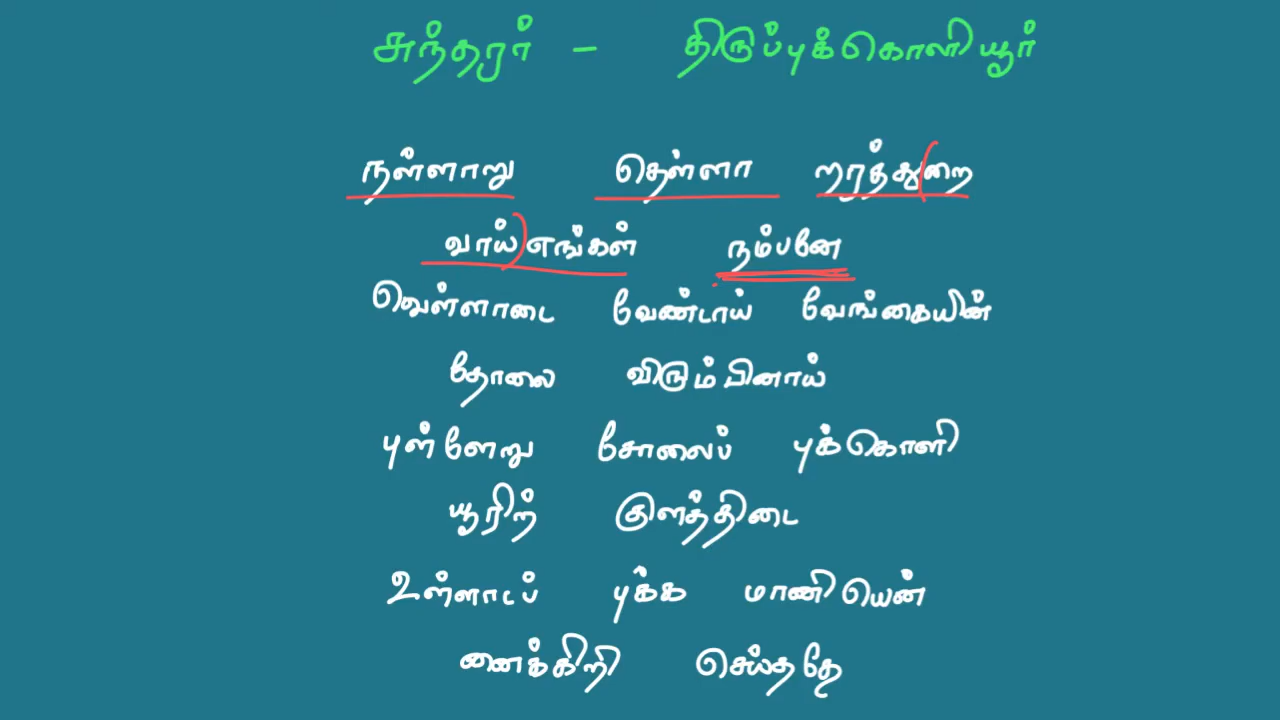 சுந்தரர் - திருப்புக்கொளியூர்
நள்ளாறு தெள்ளா றரத்துறை
வாய் எங்கள் நம்பனே
வெள்ளாடை வேண்டாய் வேங்கையின்
தோலை விரும்பினாய்
புள்ளேறு சோலைப் புக்கொளி
யூரிற் குளத்திடை
உள்ளாடப் புக்க மாணியென்
னைக்கிறி செய்ததே